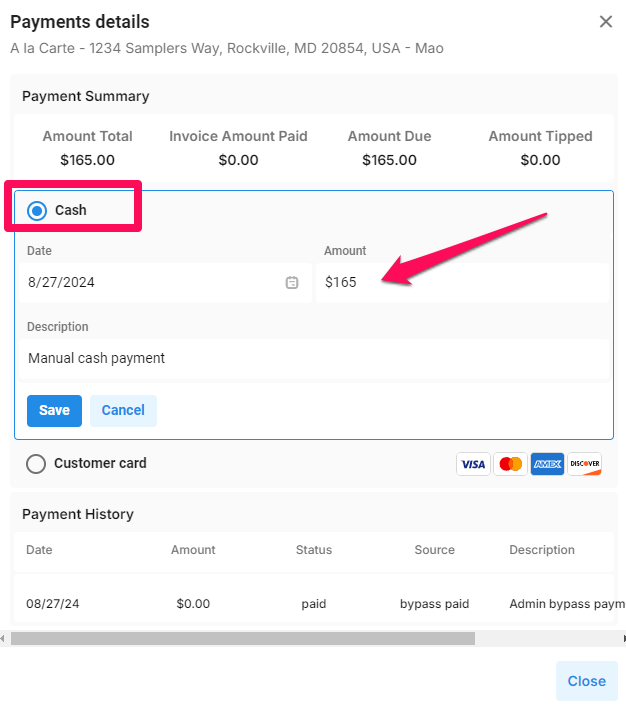 Payments details
A la Carte - 1234 Samplers Way, Rockville, MD 20854, USA - Mao
Payment Summary
Amount Total Invoice Amount Paid Amount Due Amount Tipped
$165.00 $0.00 $165.00 $0.00
Cash
Date Amount
8/27/2024 $165
Description
Manual cash payment
Save Cancel
Customer card VISA AMEX DISCOVER
Payment History
Date Amount Status Source Description
08/27/24 $0.00 paid bypass paid Admin bypass paym
Close